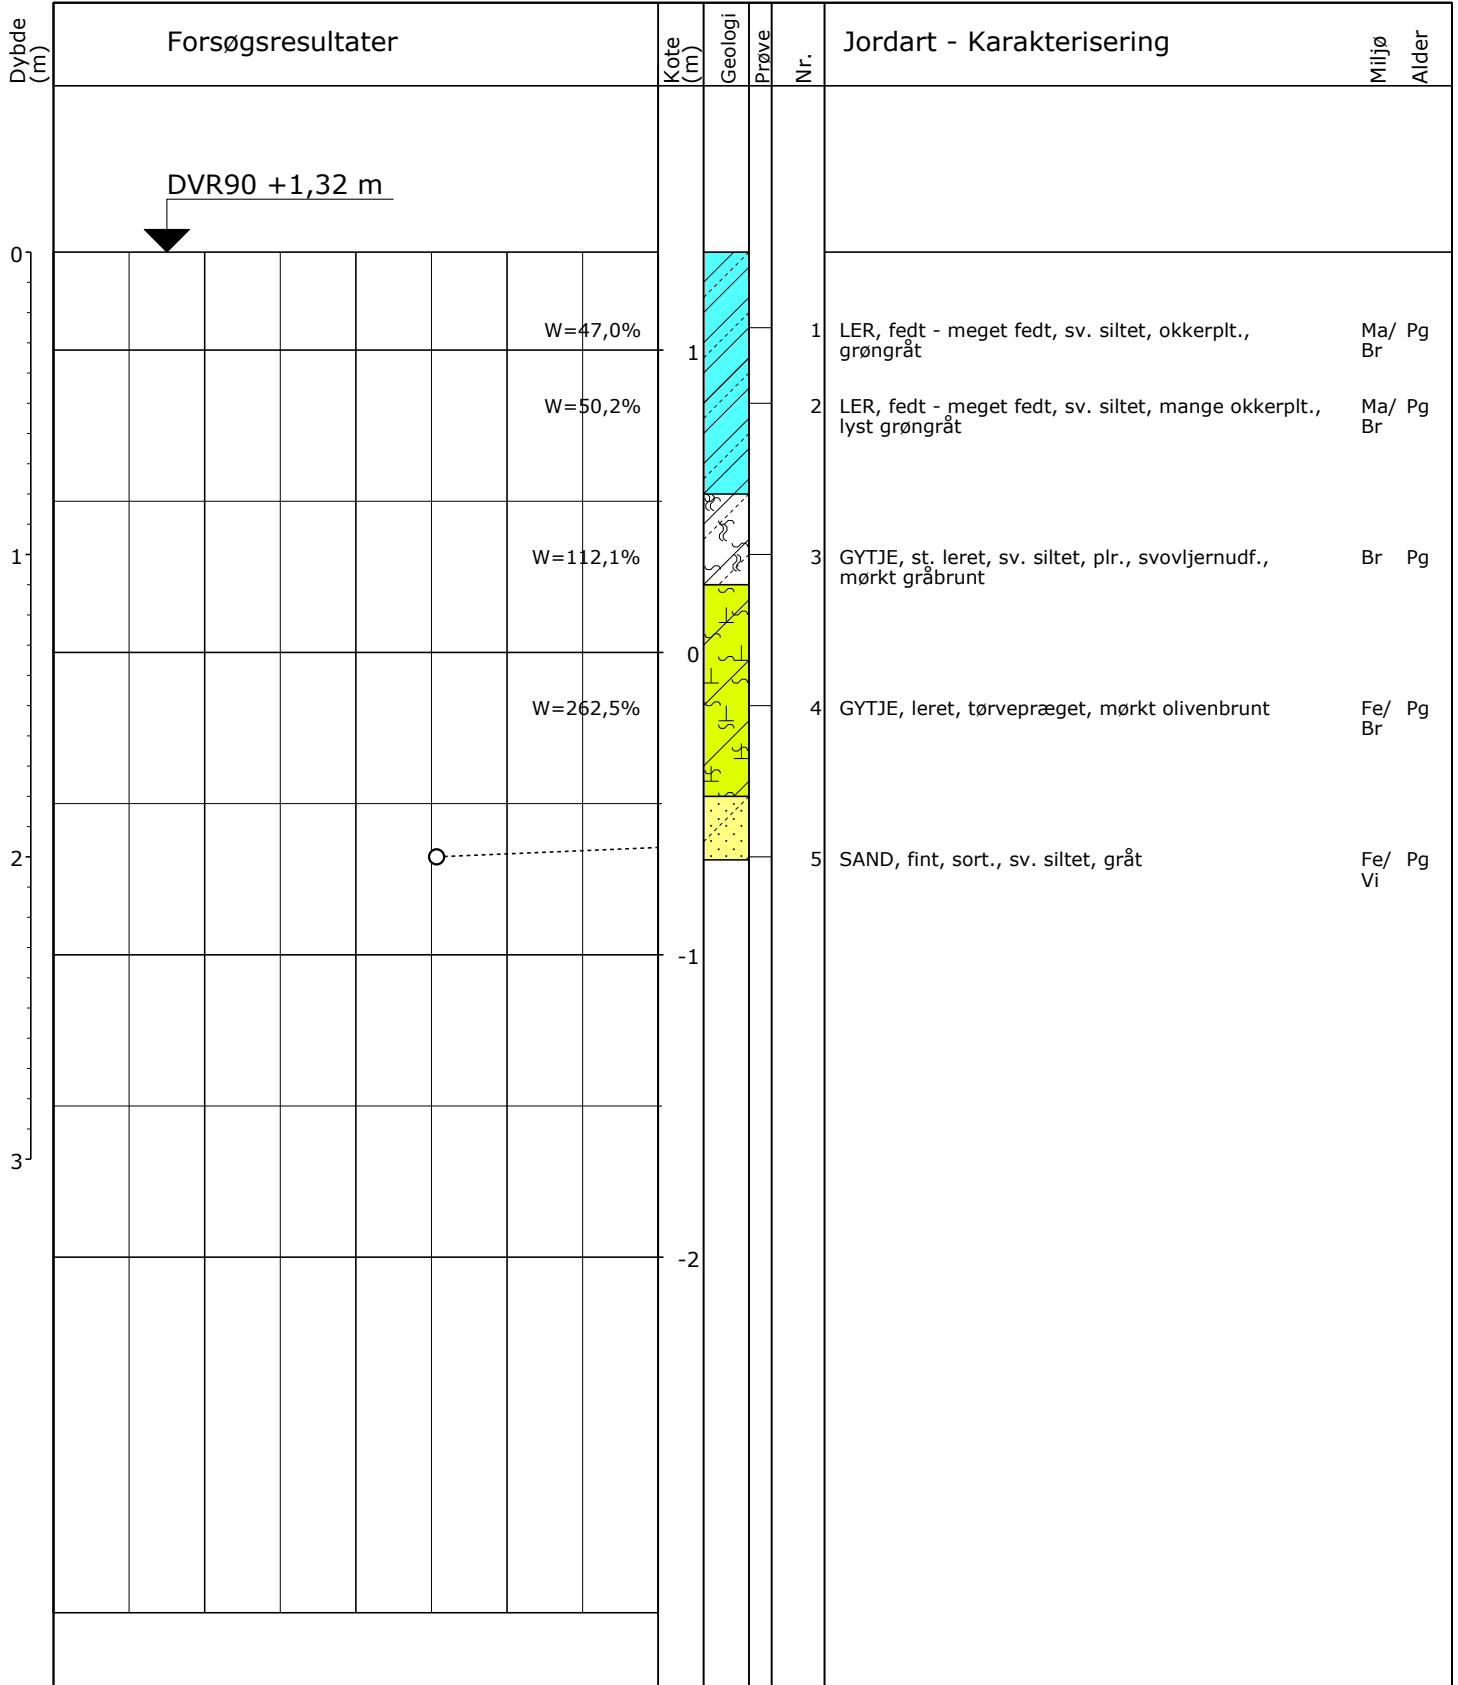 Dybde
(m)
Forsøgsresultater
Kote
(m)
Geologi
Prøve
Nr.
Jordart - Karakterisering
Miljø
Alder
DVR90 +1,32 m
0
W=47,0%
1
1
LER, fedt - meget fedt, sv. siltet, okkerplt.,
grøngråt
Ma/
Br
Pg
W=50,2%
2
LER, fedt - meget fedt, sv. siltet, mange okkerplt.,
lyst grøngråt
Ma/
Br
Pg
1
W=112,1%
3
GYTJE, st. leret, sv. siltet, plr., svovljernudf.,
mørkt gråbrunt
Br
Pg
0
W=262,5%
4
GYTJE, leret, tørvepræget, mørkt olivenbrunt
Fe/
Br
Pg
2
5
SAND, fint, sort., sv. siltet, gråt
Fe/
Vi
Pg
-1
3
-2